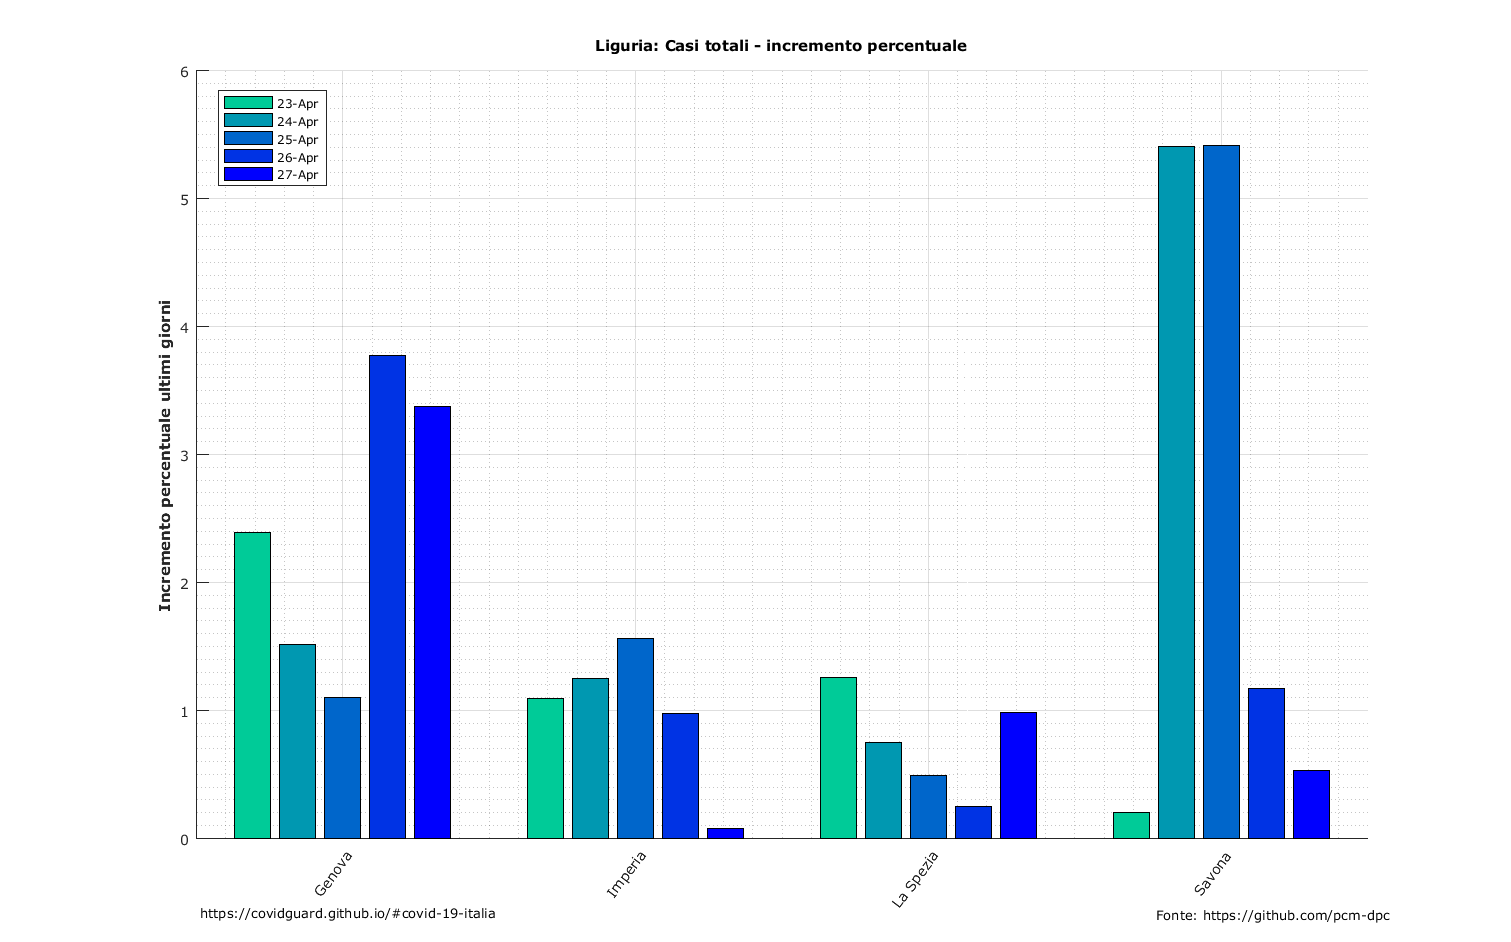 Liguria: Casi totali - incremento percentuale
6
5
4
3
2
1
0
Incremento percentuale ultimi giorni
23-Apr
24-Apr
25-Apr
26-Apr
27-Apr
Genova
Imperia
La Spezia
Savona
https://covidguard.github.io/#covid-19-italia
Fonte: https://github.com/pcm-dpc